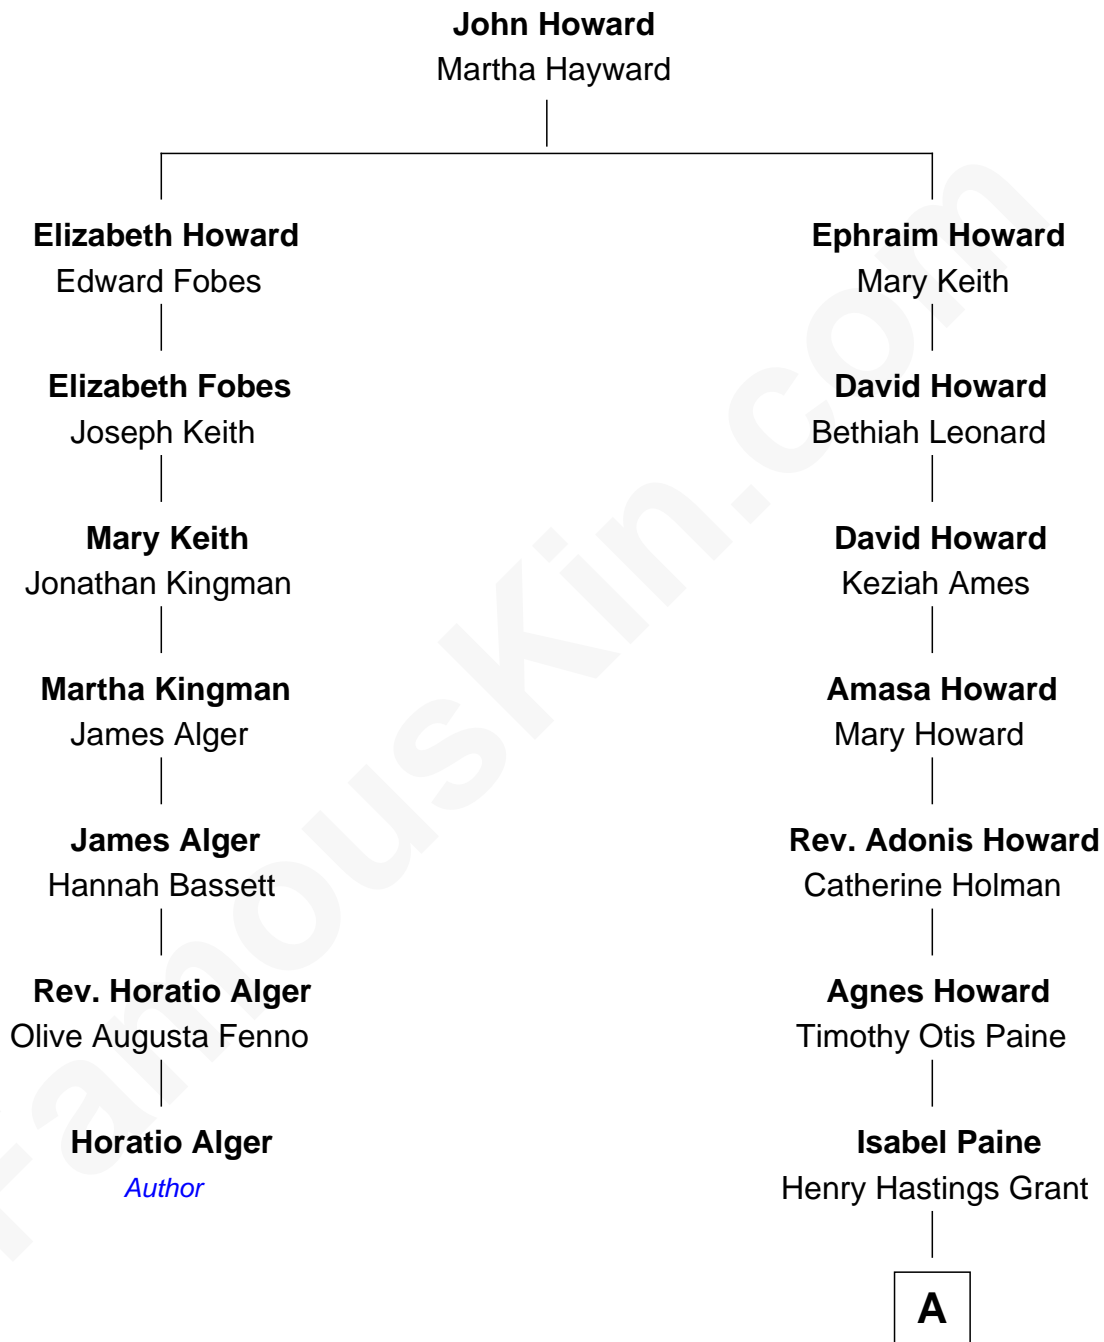 John Howard
Martha Hayward
Elizabeth Howard
Edward Fobes
Ephraim Howard
Mary Keith
Elizabeth Fobes
Joseph Keith
David Howard
Bethiah Leonard
Mary Keith
Jonathan Kingman
David Howard
Keziah Ames
Martha Kingman
James Alger
Amasa Howard
Mary Howard
James Alger
Hannah Bassett
Rev. Adonis Howard
Catherine Holman
Rev. Horatio Alger
Olive Augusta Fenno
Agnes Howard
Timothy Otis Paine
Horatio Alger
Author
Isabel Paine
Henry Hastings Grant
A
FamousKin.com